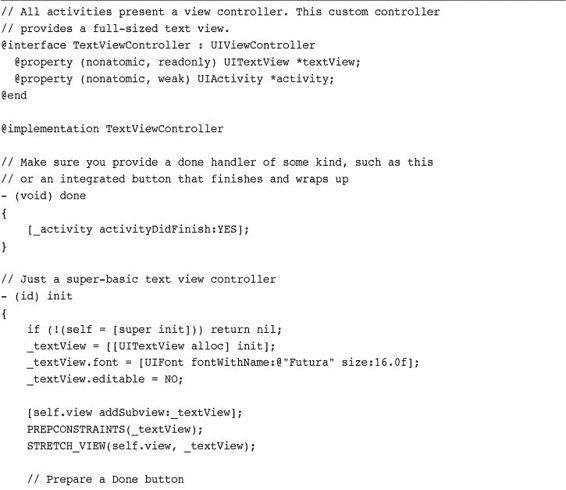 // All activities present a view controller. This custom controller
// provides a full-sized text view.
@interface TextViewController : UIViewController
  @property (nonatomic, readonly) UITextView *textView;
  @property (nonatomic, weak) UIActivity *activity;
@end

@implementation TextViewController

// Make sure you provide a done handler of some kind, such as this
// or an integrated button that finishes and wraps up
- (void) done
{
    [_activity activityDidFinish:YES];
}

// Just a super-basic text view controller
- (id) init
{
    if (!(self = [super init])) return nil;
    _textView = [[UITextView alloc] init];
    _textView.font = [UIFont fontWithName:@"Futura" size:16.0f];
    _textView.editable = NO;

    [self.view addSubview:_textView];
    PREPCONSTRAINTS(_textView);
    STRETCH_VIEW(self.view, _textView);

    // Prepare a Done button